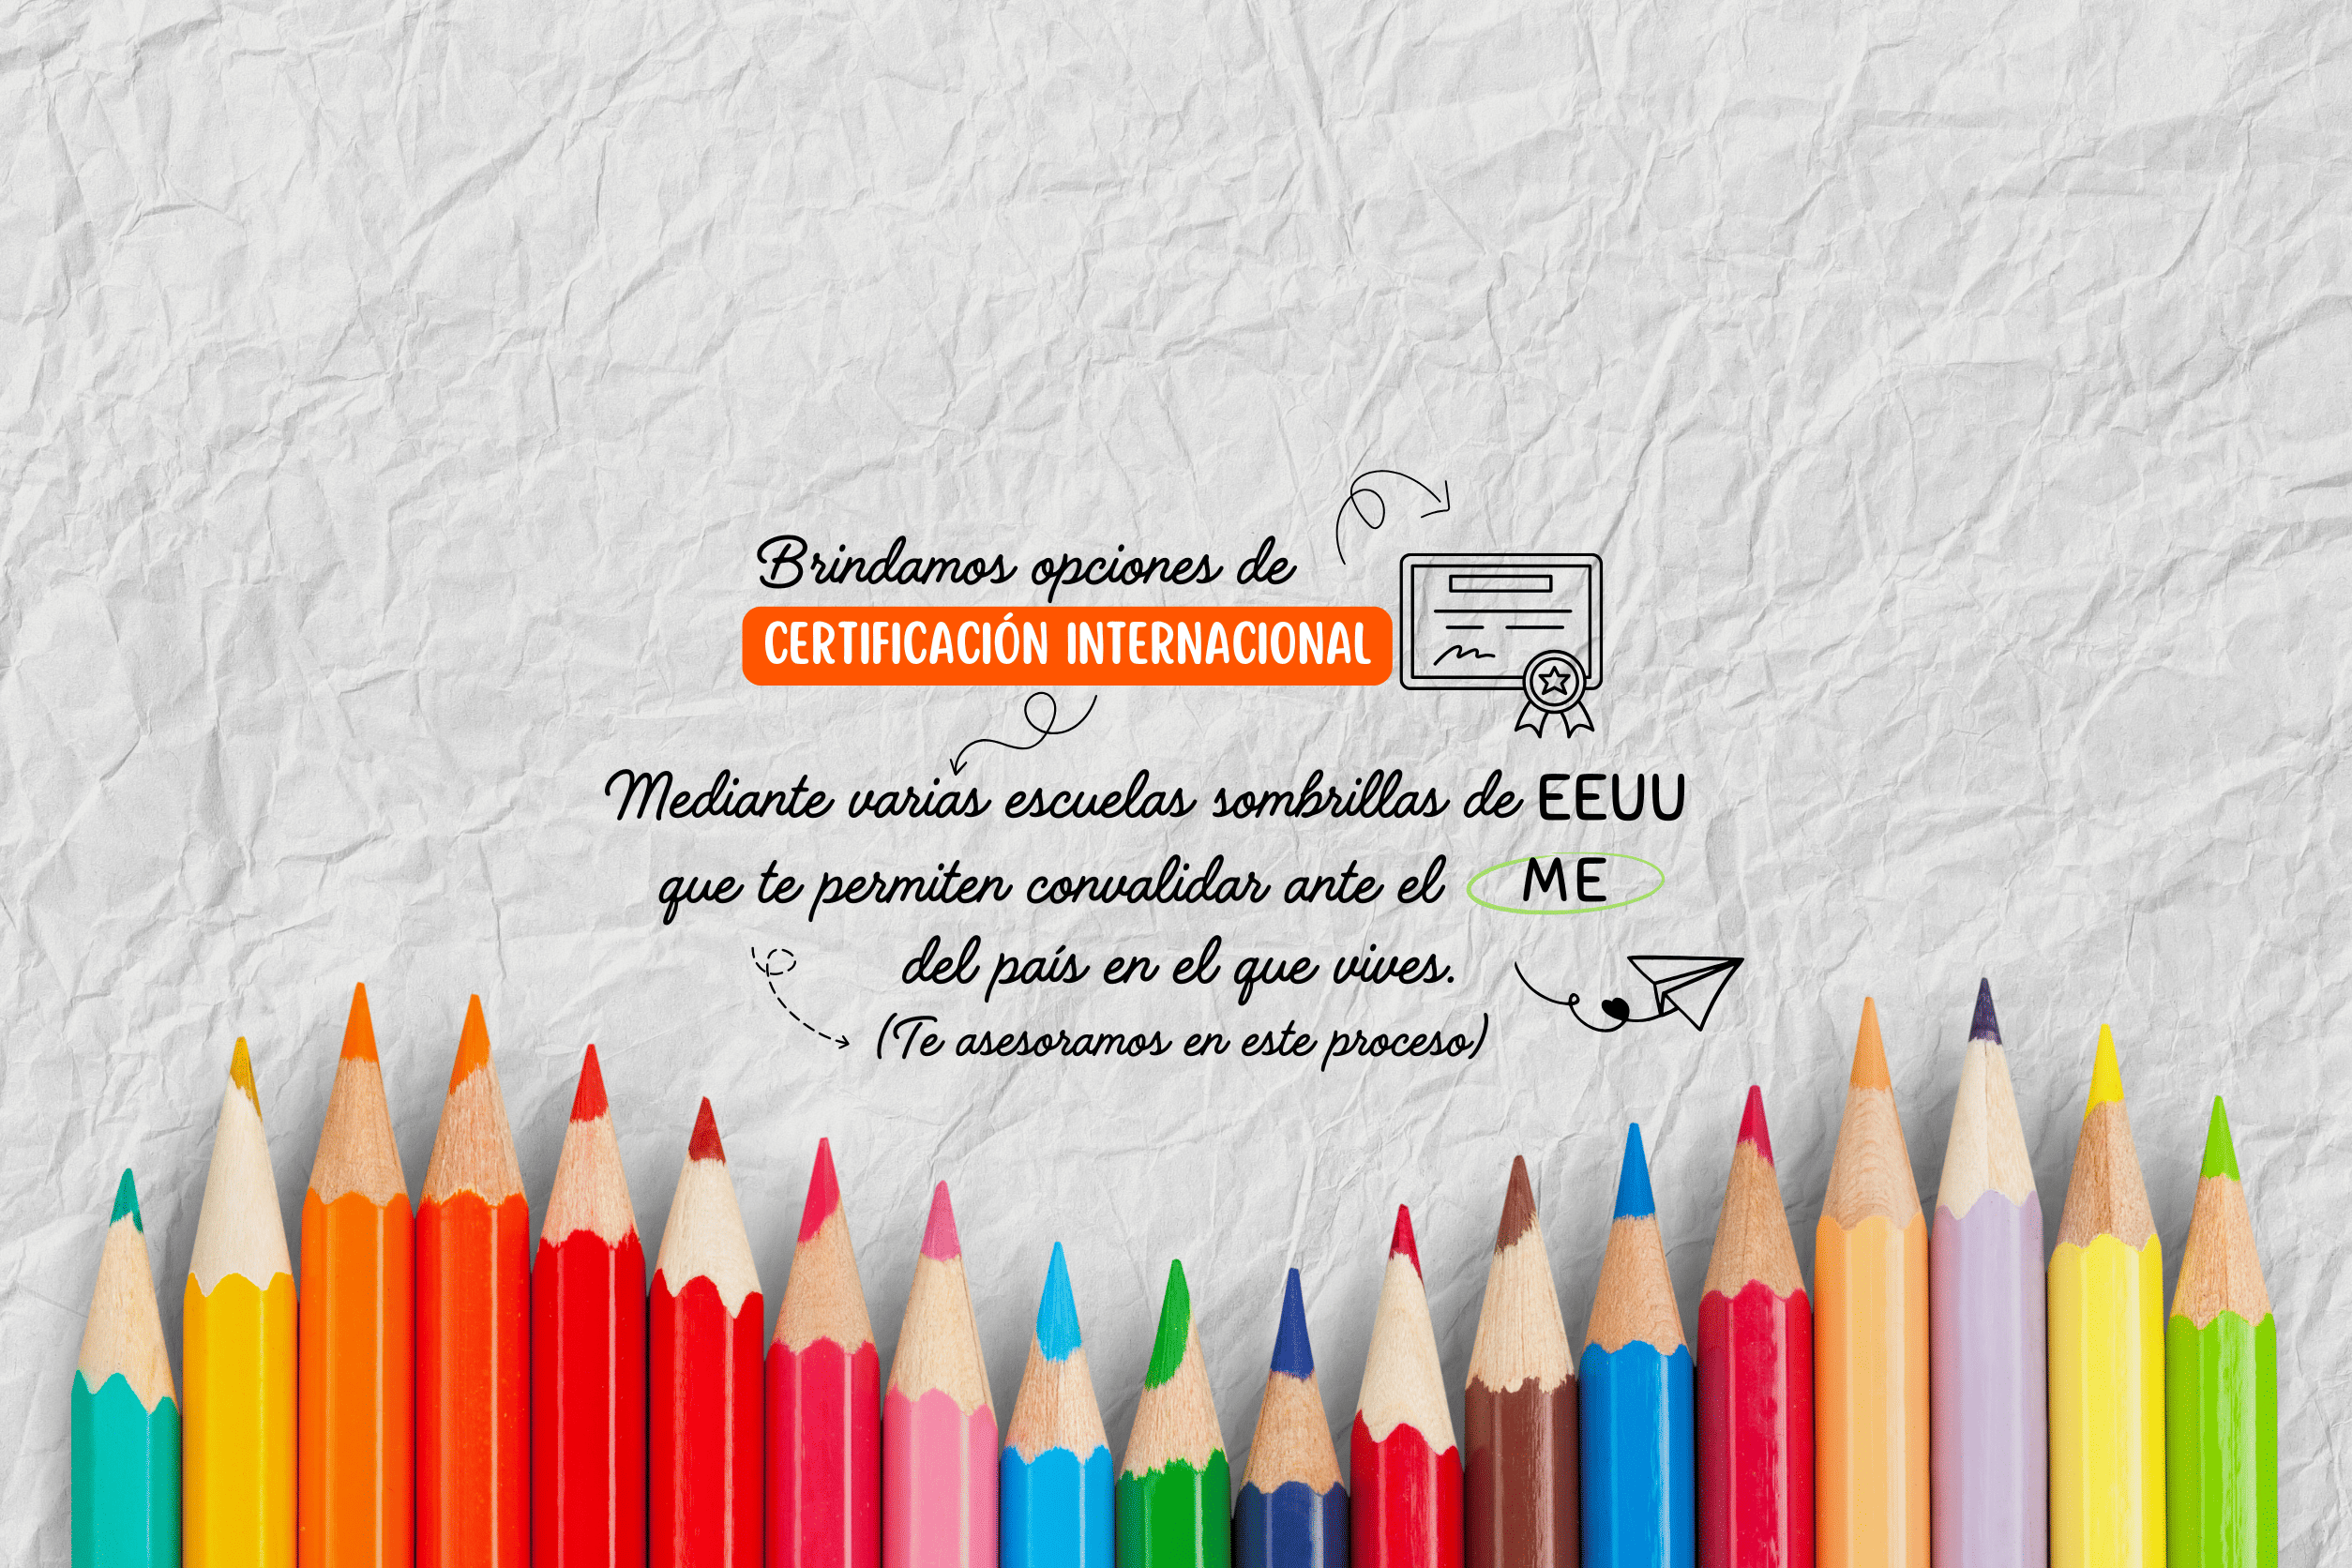 Brindamos opciones de
CERTIFICACIÓN INTERNACIONAL
Mediante varias escuelas sombrillas de EEUU
que te permiten convalidar ante el ME
del país en el que vives.
(Te asesoramos en este proceso)